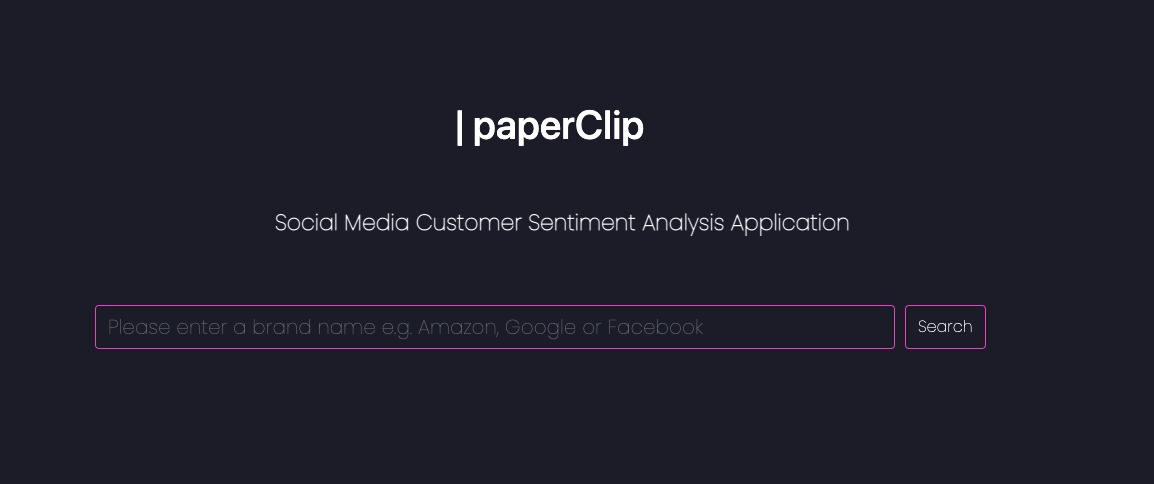 | paperClip
Social Media Customer Sentiment Analysis Application
Please enter a brand name e.g. Amazon, Google or Facebook
Search